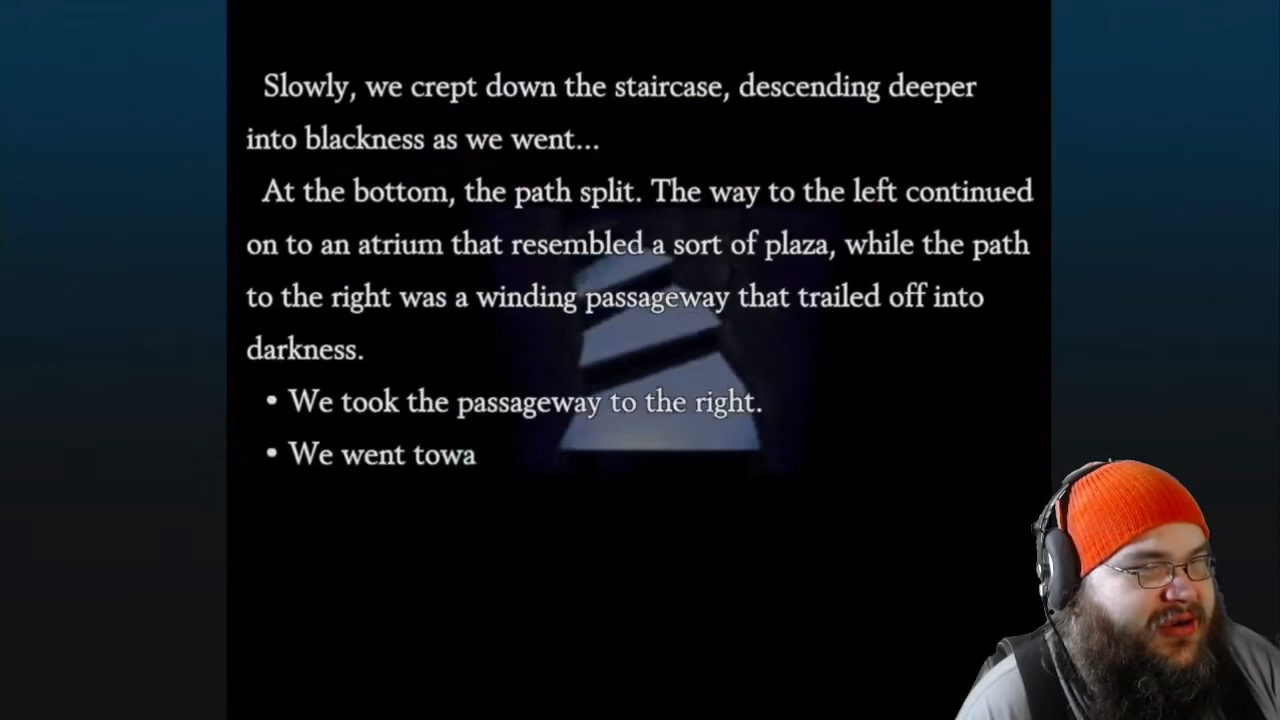 Slowly, we crept down the staircase, descending deeper
into blackness as we went...
At the bottom, the path split. The way to the left continued
on to an atrium that resembled a sort of plaza, while the path
to the right was a winding passageway that trailed off into
darkness.
• We took the passageway to the right.
• We went towa